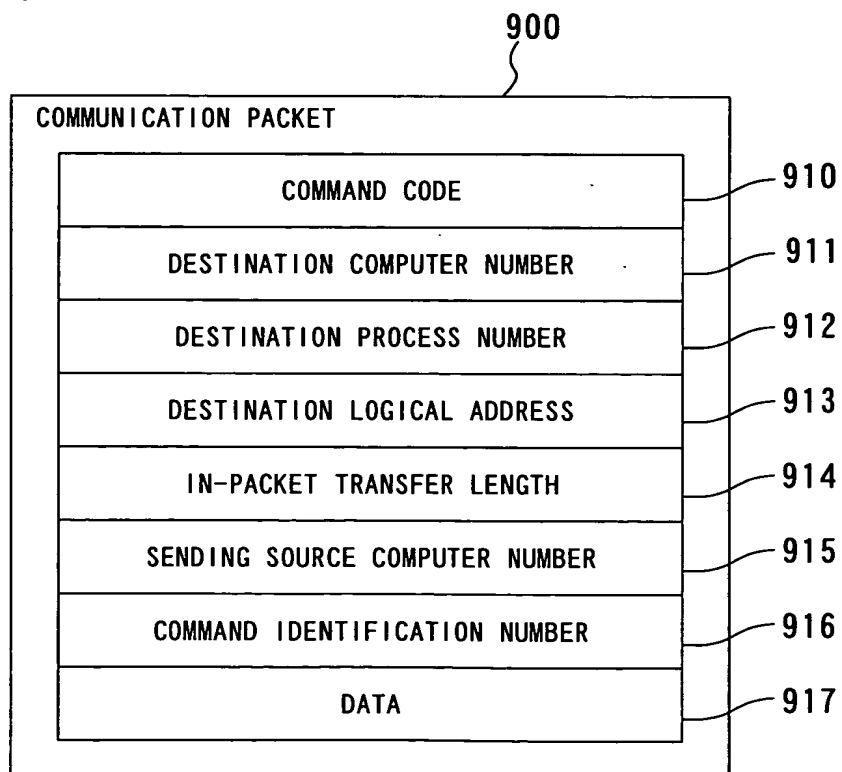 900
COMMUNICATION PACKET
COMMAND CODE 910
DESTINATION COMPUTER NUMBER 911
DESTINATION PROCESS NUMBER 912
DESTINATION LOGICAL ADDRESS 913
IN-PACKET TRANSFER LENGTH 914
SENDING SOURCE COMPUTER NUMBER 915
COMMAND IDENTIFICATION NUMBER 916
DATA 917